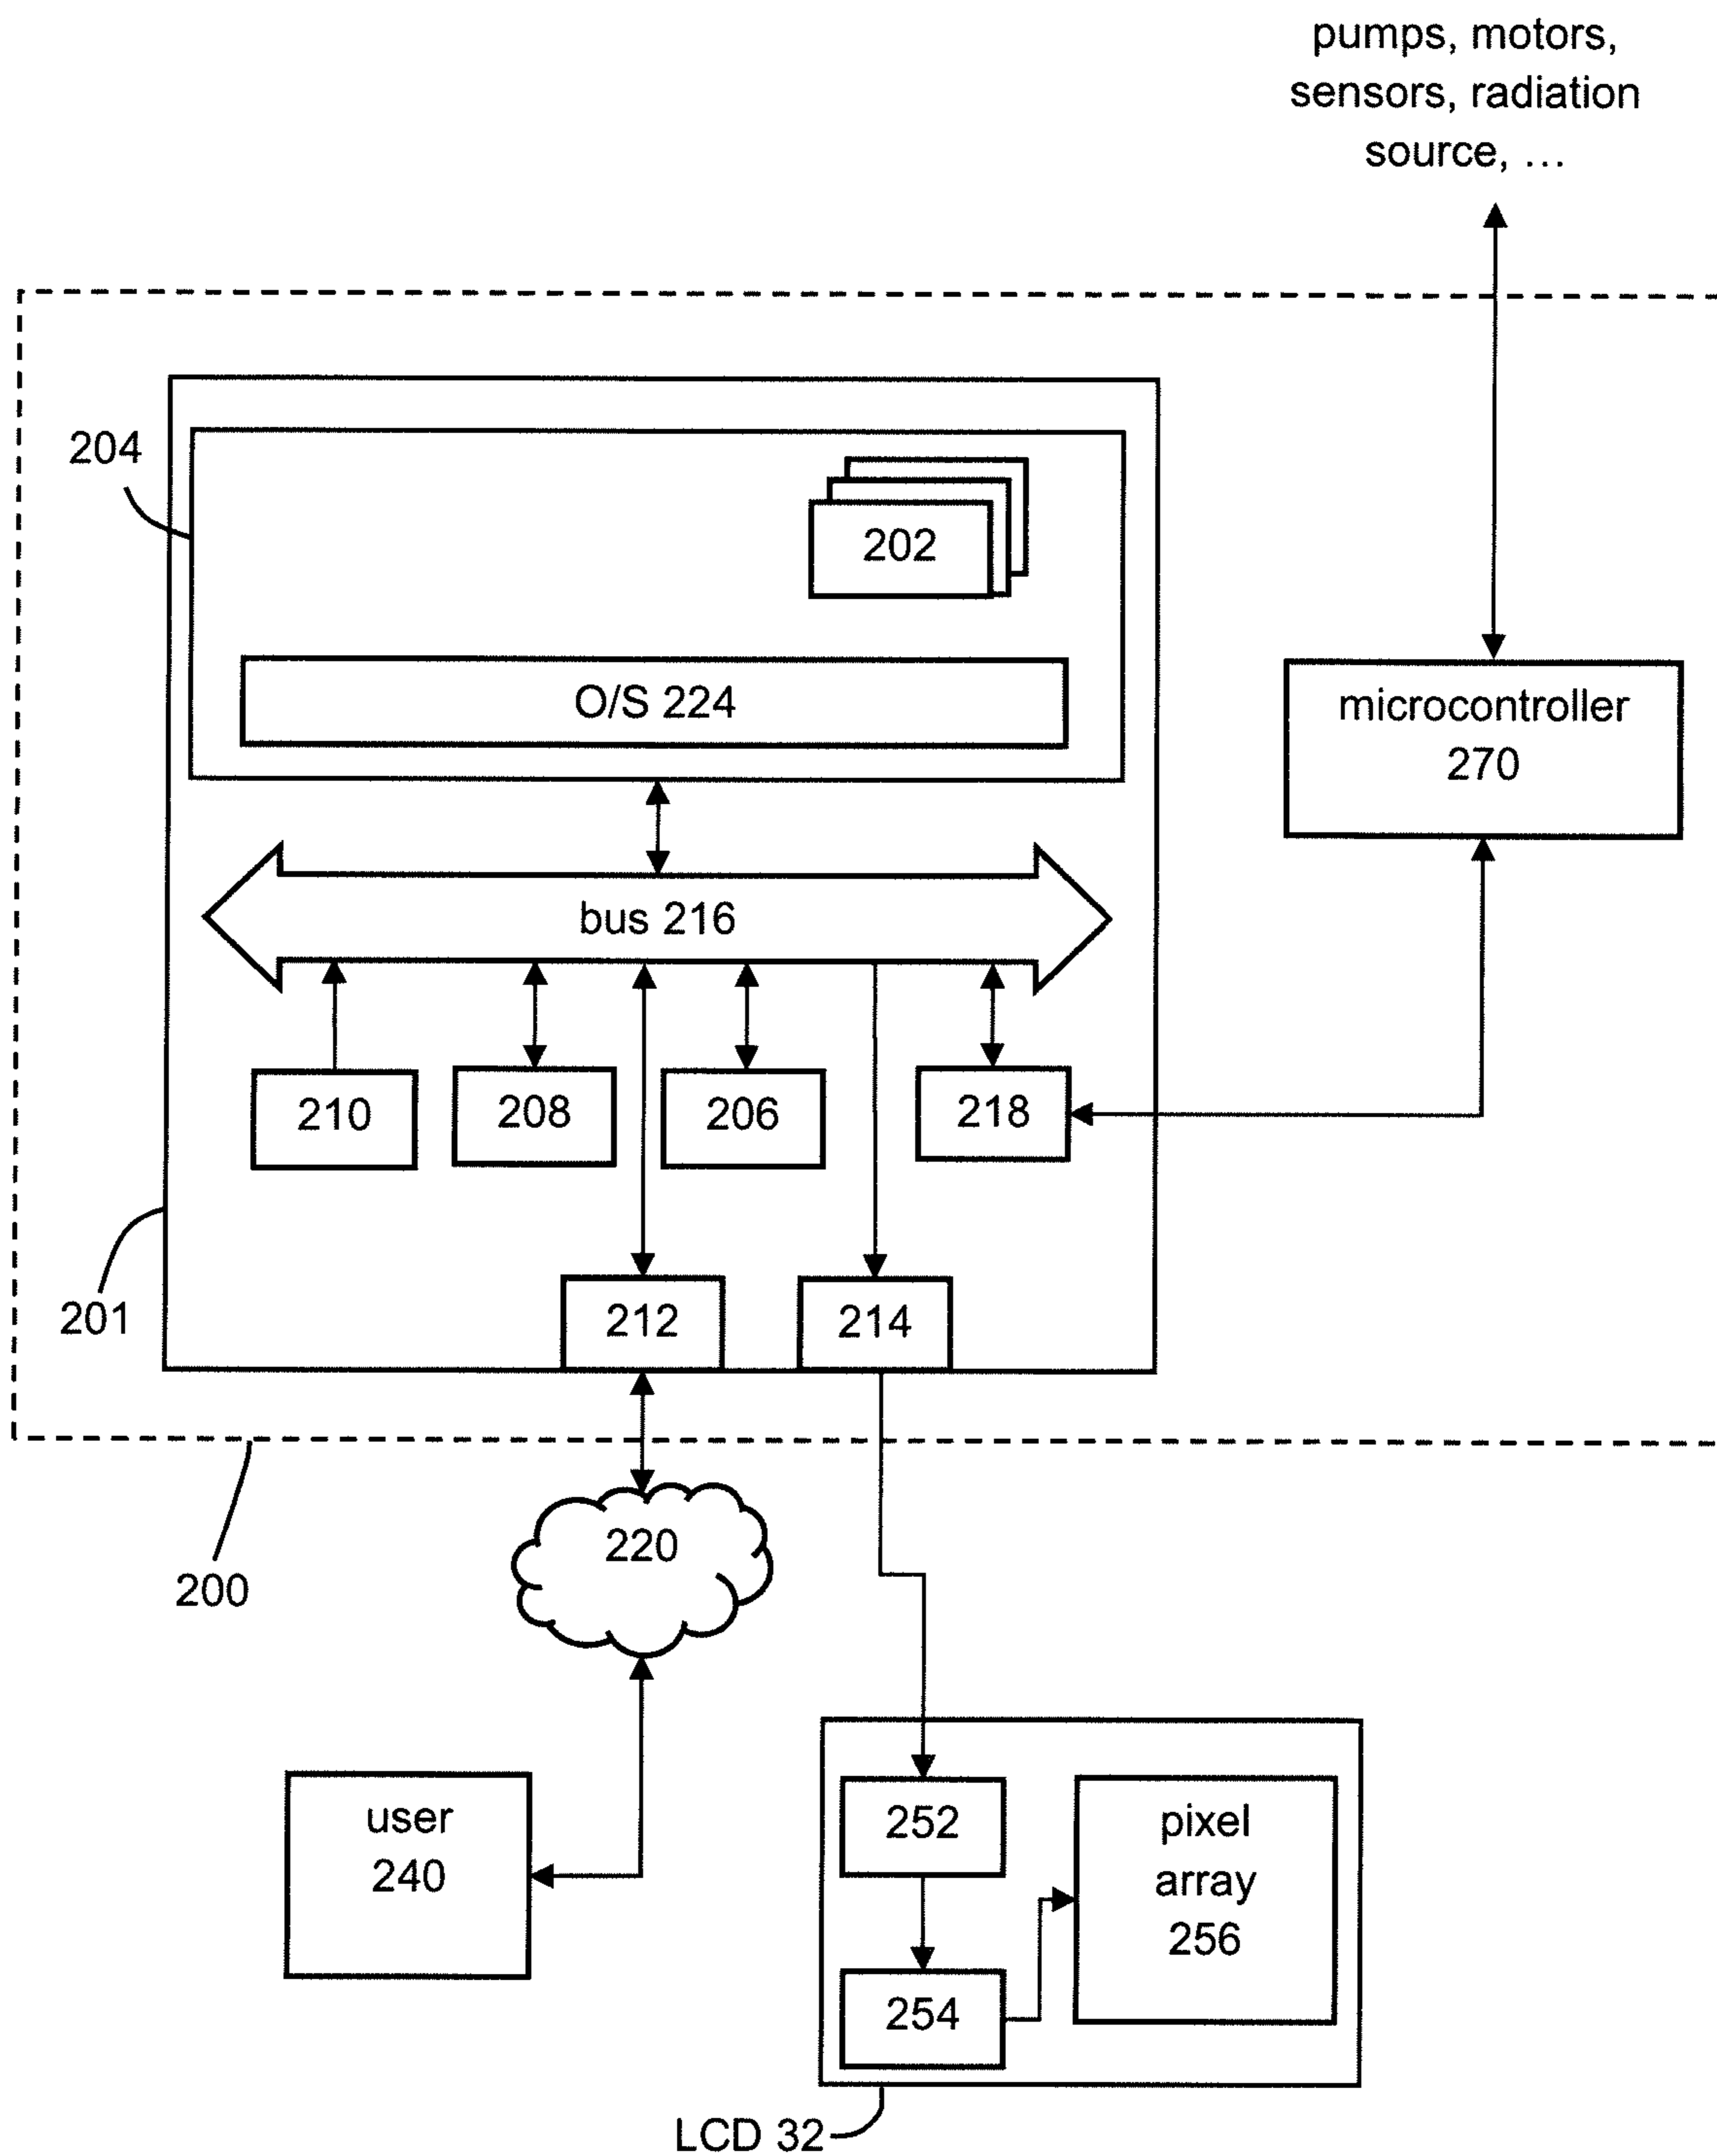 pumps, motors,
sensors, radiation
source, …
204
202
O/S 224
microcontroller
270
bus 216
210
208
206
218
201
212
214
220
200
user
240
252
pixel
array
256
254
LCD 32